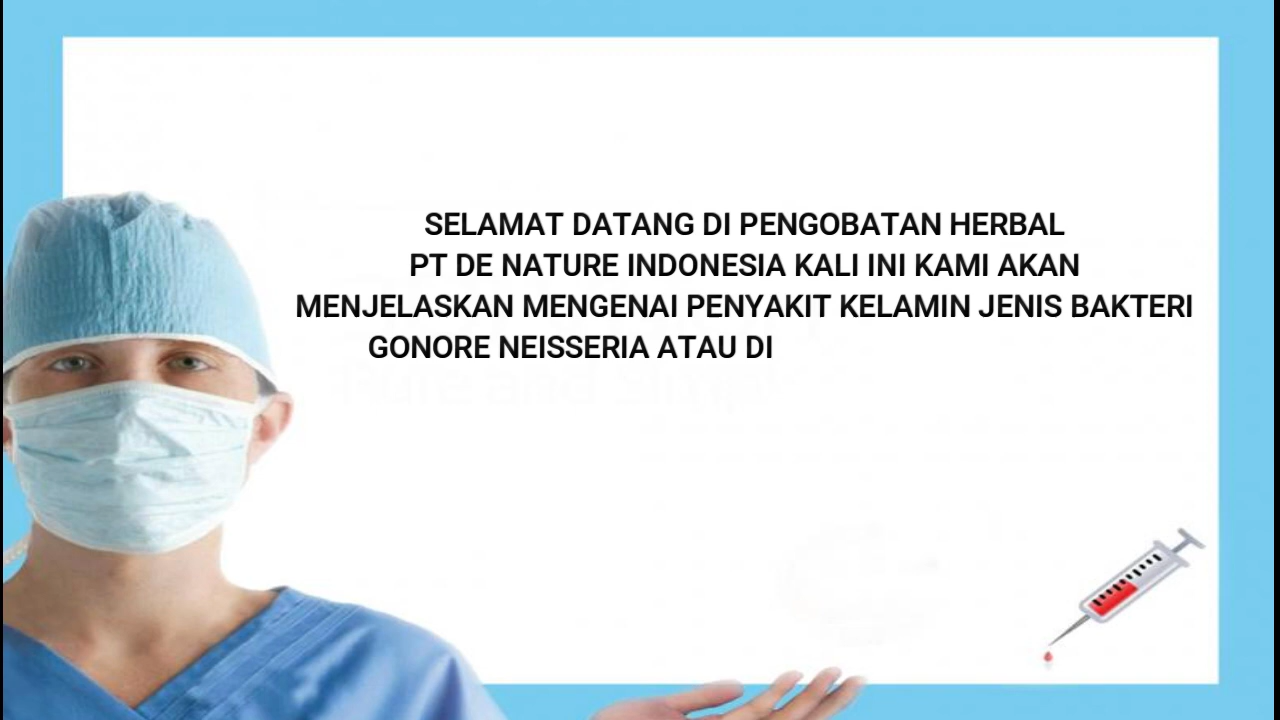 SELAMAT DATANG DI PENGOBATAN HERBAL
PT DE NATURE INDONESIA KALI INI KAMI AKAN
MENJELASKAN MENGENAI PENYAKIT KELAMIN JENIS BAKTERI
GONORE NEISSERIA ATAU DI